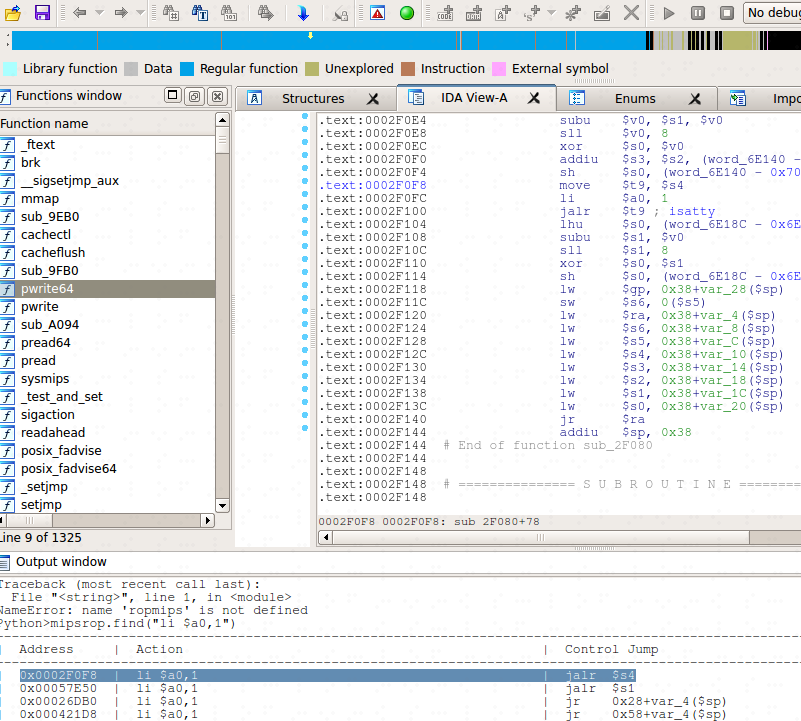 No debu
Library function Data Regular function Unexplored Instruction External symbol
Functions window
Structures
IDA View-A
Enums
Impo
Function name
_ftext
brk
__sigsetjmp_aux
mmap
sub_9EB0
cachectl
cacheflush
sub_9FB0
pwrite64
pwrite
sub_A094
pread64
pread
sysmips
_test_and_set
sigaction
readahead
posix_fadvise
posix_fadvise64
_setjmp
setjmp
Line 9 of 1325
.text:0002F0E4 subu $v0, $s1, $v0
.text:0002F0E8 sll $v0, 8
.text:0002F0EC xor $s0, $v0
.text:0002F0F0 addiu $s3, $s2, (word_6E140 -
.text:0002F0F4 sh $s0, (word_6E140 - 0x70
.text:0002F0F8 move $t9, $s4
.text:0002F0FC li $a0, 1
.text:0002F100 jalr $t9 ; isatty
.text:0002F104 lhu $s0, (word_6E18C - 0x6E
.text:0002F108 subu $s1, $v0
.text:0002F10C sll $s1, 8
.text:0002F110 xor $s0, $s1
.text:0002F114 sh $s0, (word_6E18C - 0x6E
.text:0002F118 lw $gp, 0x38+var_28($sp)
.text:0002F11C sw $s6, 0($s5)
.text:0002F120 lw $ra, 0x38+var_4($sp)
.text:0002F124 lw $s6, 0x38+var_8($sp)
.text:0002F128 lw $s5, 0x38+var_C($sp)
.text:0002F12C lw $s4, 0x38+var_10($sp)
.text:0002F130 lw $s3, 0x38+var_14($sp)
.text:0002F134 lw $s2, 0x38+var_18($sp)
.text:0002F138 lw $s1, 0x38+var_1C($sp)
.text:0002F13C lw $s0, 0x38+var_20($sp)
.text:0002F140 jr $ra
.text:0002F144 addiu $sp, 0x38
.text:0002F144 # End of function sub_2F080
.text:0002F144
.text:0002F148
.text:0002F148 # =============== S U B R O U T I N E =========
.text:0002F148
0002F0F8 0002F0F8: sub 2F080+78
Output window
Traceback (most recent call last):
File "<string>", line 1, in <module>
NameError: name 'ropmips' is not defined
Python>mipsrop.find("li $a0,1")
| Address | Action | Control Jump
| 0x0002F0F8 | li $a0,1 | jalr $s4
| 0x00057E50 | li $a0,1 | jalr $s1
| 0x00026DB0 | li $a0,1 | jr 0x28+var_4($sp)
| 0x000421D8 | li $a0,1 | jr 0x58+var_4($sp)